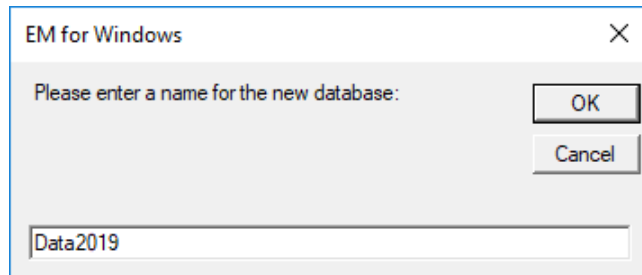 EM for Windows
Please enter a name for the new database:
OK
Cancel
Data2019